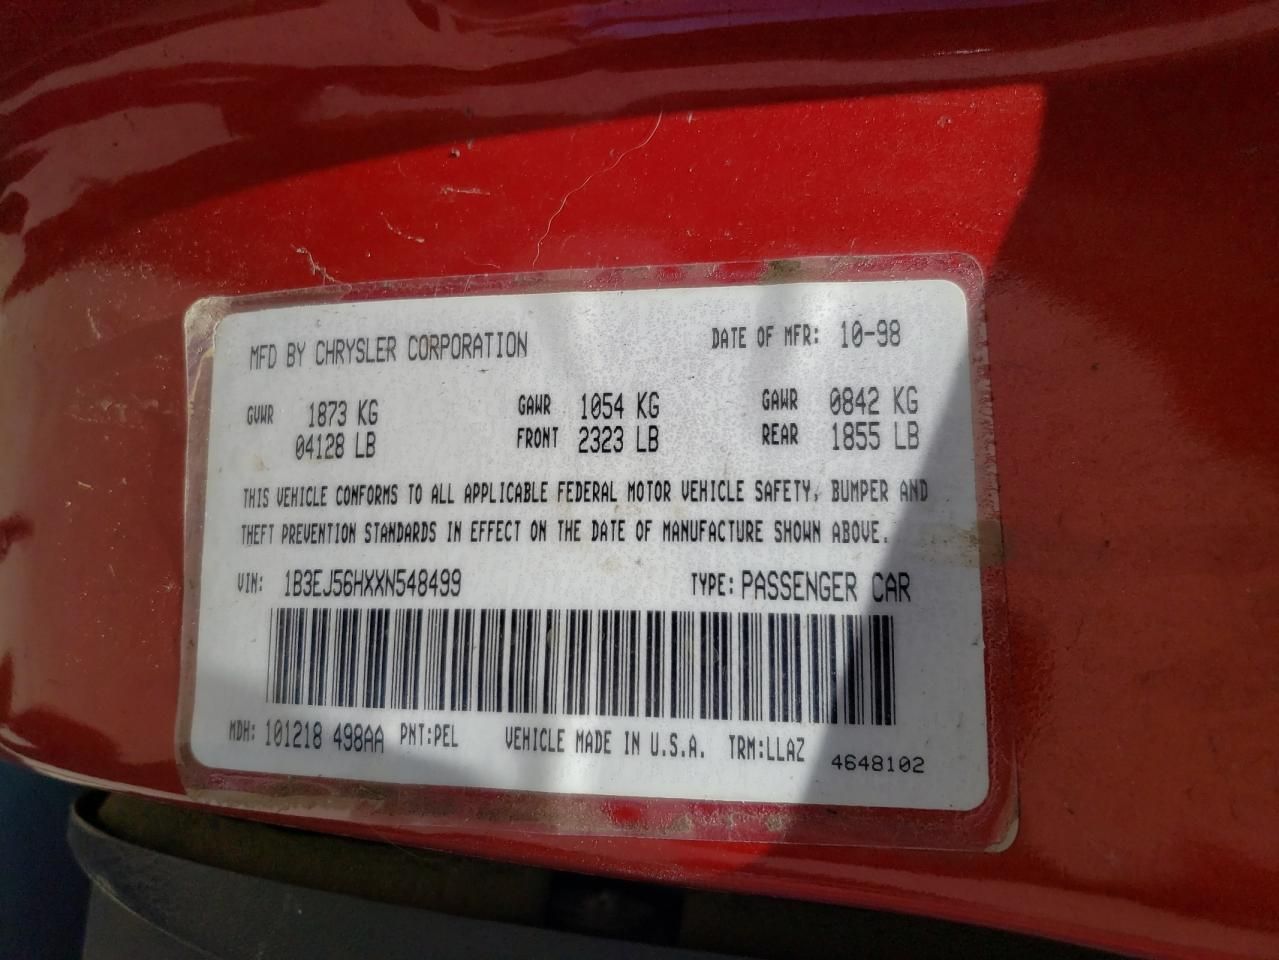 MFD BY CHRYSLER CORPORATION DATE OF MFR: 10-98
GVWR 1873 KG GAWR 1054 KG GAWR 0842 KG
04128 LB FRONT 2323 LB REAR 1855 LB
THIS VEHICLE CONFORMS TO ALL APPLICABLE FEDERAL MOTOR VEHICLE SAFETY, BUMPER AND
THEFT PREVENTION STANDARDS IN EFFECT ON THE DATE OF MANUFACTURE SHOWN ABOVE.
VIN: 1B3EJ56HXXN548499 TYPE: PASSENGER CAR
MDH: 101218 498AA PNT:PEL VEHICLE MADE IN U.S.A. TRM:LLAZ 4648102